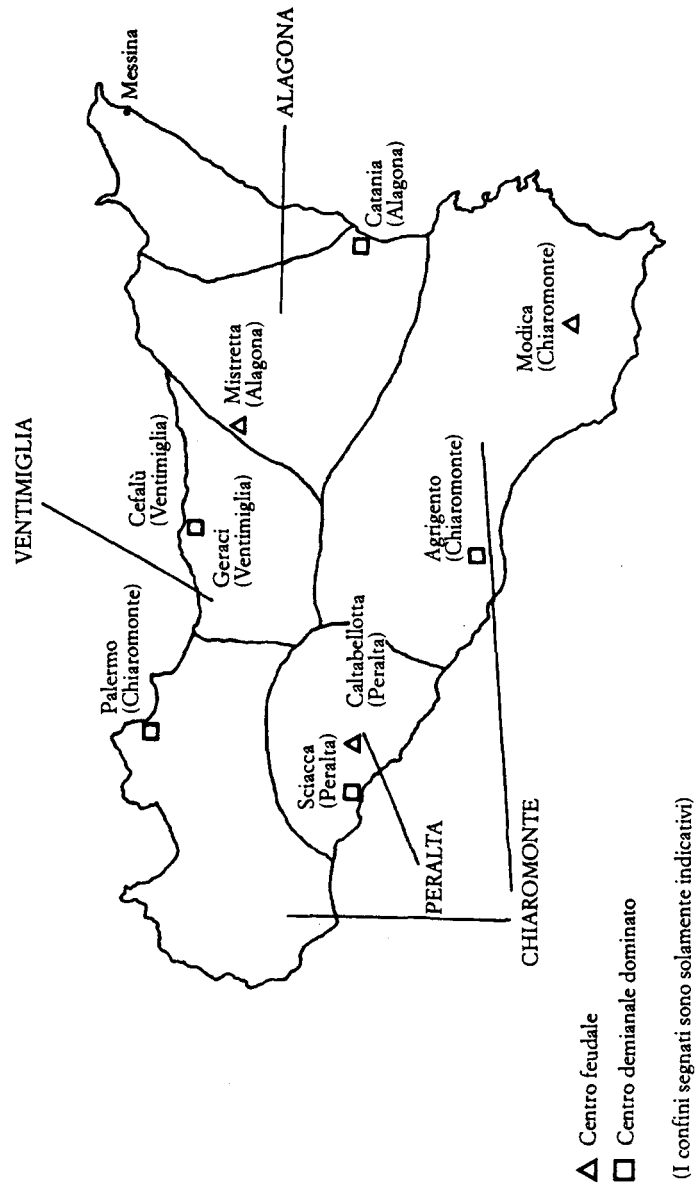 VENTIMIGLIA
ALAGONA
Messina
Palermo
(Chiaromonte)
Cefalù
(Ventimiglia)
Geraci
(Ventimiglia)
Mistretta
(Alagona)
Catania
(Alagona)
Sciacca
(Peralta)
Caltabellotta
(Peralta)
Agrigento
(Chiaromonte)
Modica
(Chiaromonte)
PERALTA
CHIAROMONTE
Centro feudale
Centro demianale dominato
(I confini segnati sono solamente indicativi)